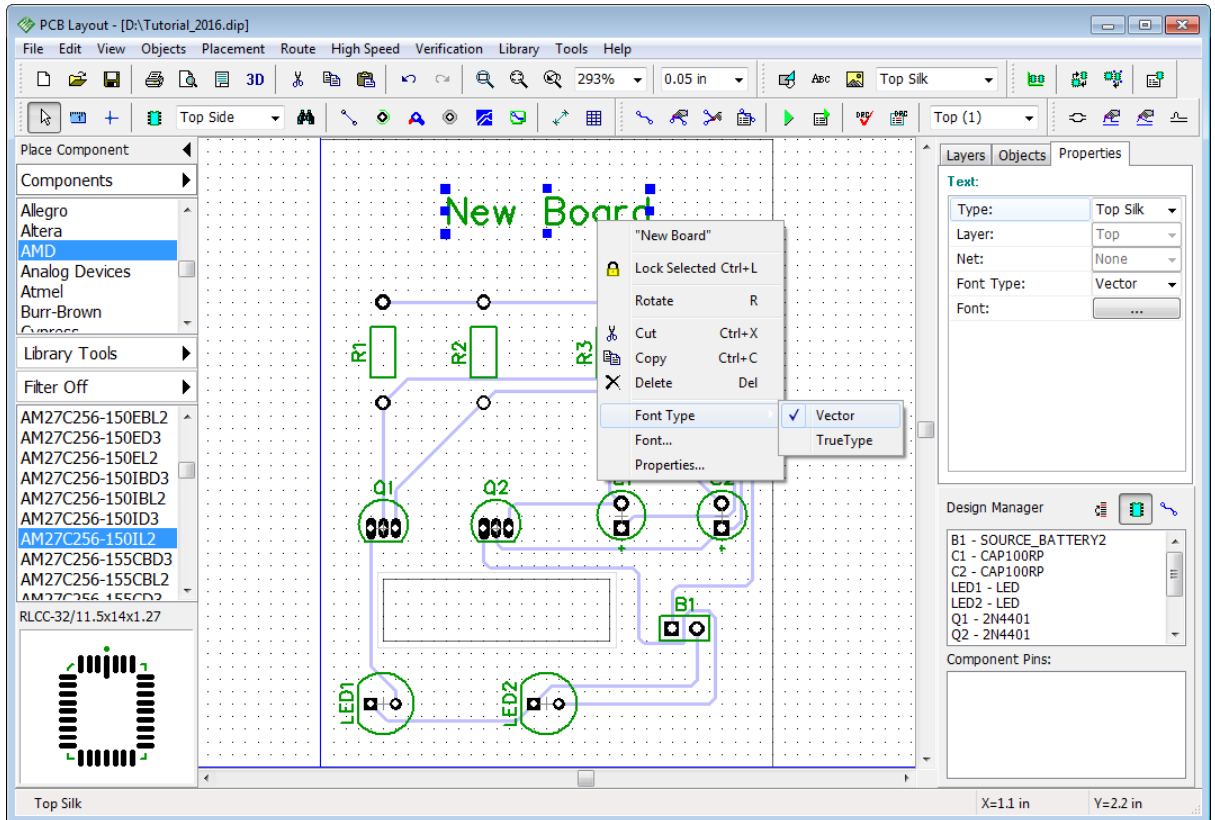 PCB Layout - [D:\Tutorial_2016.dip]
File Edit View Objects Placement Route High Speed Verification Library Tools Help
3D 293% 0.05 in ABC Top Silk
Top Side DRC DRC Top (1)
Place Component
Components
Allegro
Altera
AMD
Analog Devices
Atmel
Burr-Brown
Cypress
Library Tools
Filter Off
AM27C256-150EBL2
AM27C256-150ED3
AM27C256-150EL2
AM27C256-150IBD3
AM27C256-150IBL2
AM27C256-150ID3
AM27C256-150IL2
AM27C256-155CBD3
AM27C256-155CBL2
AM27C256-155CD3
RLCC-32/11.5x14x1.27
New Board
R1
R2
R3
Q1
Q2
C2
B1
LED1
LED2
"New Board"
Lock Selected Ctrl+L
Rotate R
Cut Ctrl+X
Copy Ctrl+C
Delete Del
Font Type
Font...
Properties...
Vector
TrueType
Layers Objects Properties
Text:
Type: Top Silk
Layer: Top
Net: None
Font Type: Vector
Font: ...
Design Manager
B1 - SOURCE_BATTERY2
C1 - CAP100RP
C2 - CAP100RP
LED1 - LED
LED2 - LED
Q1 - 2N4401
Q2 - 2N4401
Component Pins:
Top Silk
X=1.1 in Y=2.2 in